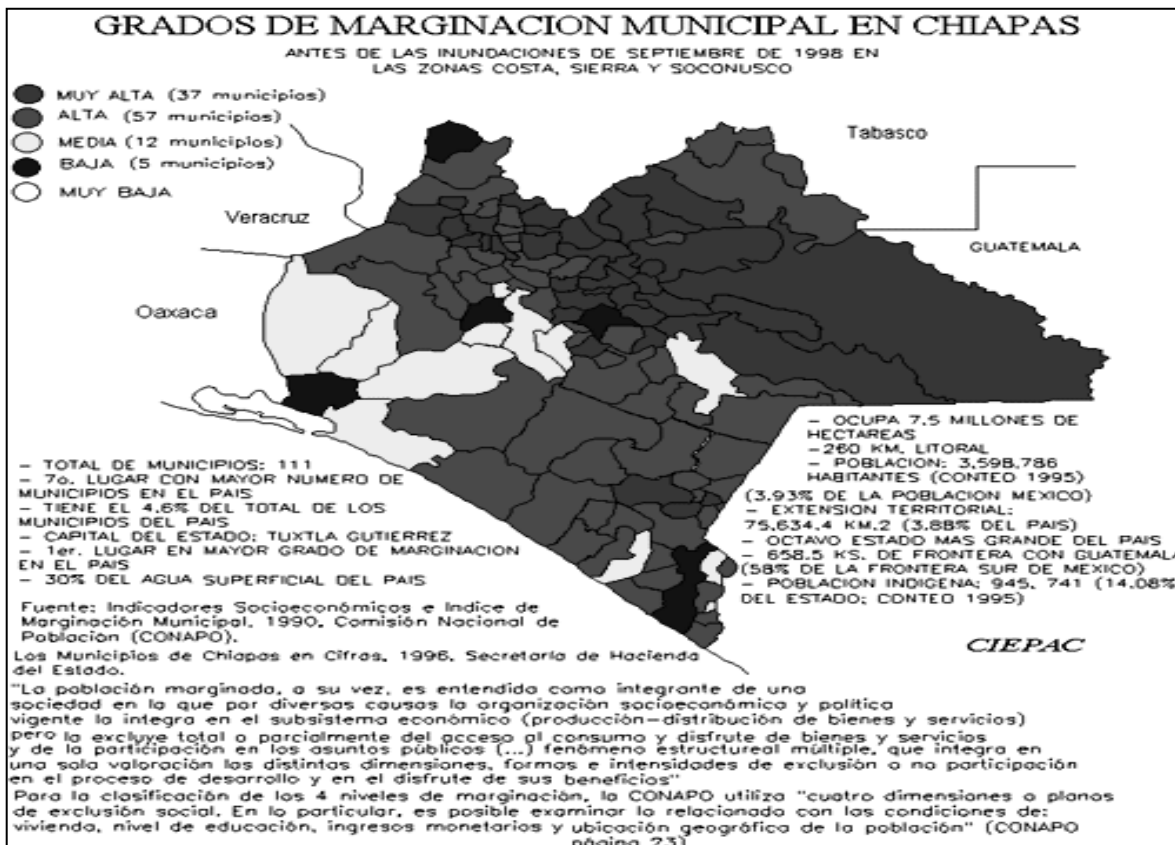 GRADOS DE MARGINACION MUNICIPAL EN CHIAPAS
ANTES DE LAS INUNDACIONES DE SEPTIEMBRE DE 1998 EN
LAS ZONAS COSTA, SIERRA Y SOCONUSCO
MUY ALTA (37 municipios)
ALTA (57 municipios)
MEDIA (12 municipios)
BAJA (5 municipios)
MUY BAJA
Tabasco
Veracruz
GUATEMALA
Oaxaca
- TOTAL DE MUNICIPIOS: 111
- 7o. LUGAR CON MAYOR NUMERO DE
MUNICIPIOS EN EL PAIS
- TIENE EL 4.6% DEL TOTAL DE LOS
MUNICIPIOS DEL PAIS
- CAPITAL DEL ESTADO: TUXTLA GUTIERREZ
- 1er. LUGAR EN MAYOR GRADO DE MARGINACION
EN EL PAIS
- 30% DEL AGUA SUPERFICIAL DEL PAIS
- OCUPA 7.5 MILLONES DE
HECTAREAS
-260 KM. LITORAL
- POBLACION: 3,598,786
HABITANTES (CONTEO 1995)
(3.93% DE LA POBLACION MEXICO)
- EXTENSION TERRITORIAL:
75,634.4 KM.2 (3.88% DEL PAIS)
- OCTAVO ESTADO MAS GRANDE DEL PAIS
- 658.5 KS. DE FRONTERA CON GUATEMALA
(58% DE LA FRONTERA SUR DE MEXICO)
- POBLACION INDIGENA: 945, 741 (14.08%
DEL ESTADO; CONTEO 1995)
Fuente: Indicadores Socioeconómicos e Indice de
Marginación Municipal, 1990, Comisión Nacional de
Población (CONAPO).
Los Municipios de Chiapas en Cifras, 1996, Secretaría de Hacienda
del Estado.
CIEPAC
"La población marginada, a su vez, es entendida como integrante de una
sociedad en la que por diversas causas la organización socioeconómica y política
vigente la integra en el subsistema económico (producción-distribución de bienes y servicios)
pero la excluye total o parcialmente del acceso al consumo y disfrute de bienes y servicios
y de la participación en los asuntos públicos (...) fenómeno estructureal múltiple, que integra en
una sola valoración las distintas dimensiones, formas e intensidades de exclusión o no participación
en el proceso de desarrollo y en el disfrute de sus beneficios"
Para la clasificación de los 4 niveles de marginación, la CONAPO utiliza "cuatro dimensiones o planos
de exclusión social. En lo particular, es posible examinar la relacionada con las condiciones de:
vivienda, nivel de educación, ingresos monetarios y ubicación geográfica de la población" (CONAPO
página 23)